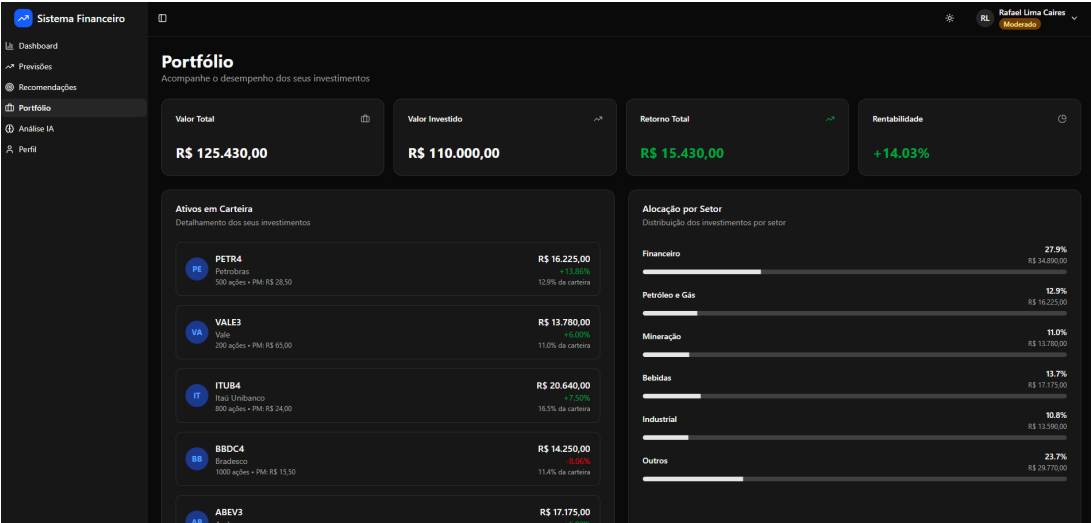 Sistema Financeiro
Dashboard
Previsões
Recomendações
Portfólio
Análise IA
Perfil
RL
Rafael Lima Caires
Moderado
Portfólio
Acompanhe o desempenho dos seus investimentos
Valor Total
R$ 125.430,00
Valor Investido
R$ 110.000,00
Retorno Total
R$ 15.430,00
Rentabilidade
+14.03%
Ativos em Carteira
Detalhamento dos seus investimentos
PE
PETR4
Petrobras
500 ações • PM: R$ 28,50
R$ 16.225,00
+13.86%
12.9% da carteira
VA
VALE3
Vale
200 ações • PM: R$ 65,00
R$ 13.780,00
+6.00%
11.0% da carteira
IT
ITUB4
Itaú Unibanco
800 ações • PM: R$ 24,00
R$ 20.640,00
+7.50%
16.5% da carteira
BB
BBDC4
Bradesco
1000 ações • PM: R$ 15,50
R$ 14.250,00
-8.06%
11.4% da carteira
AB
ABEV3
R$ 17.175,00
Alocação por Setor
Distribuição dos investimentos por setor
Financeiro
27.9%
R$ 34.890,00
Petróleo e Gás
12.9%
R$ 16.225,00
Mineração
11.0%
R$ 13.780,00
Bebidas
13.7%
R$ 17.175,00
Industrial
10.8%
R$ 13.590,00
Outros
23.7%
R$ 29.770,00